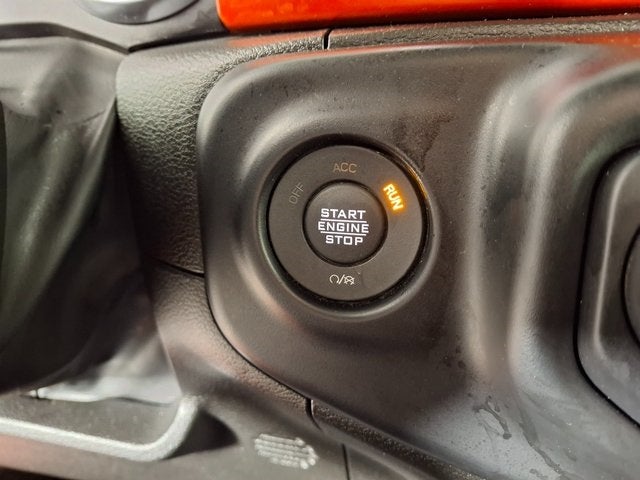 OFF
ACC
RUN
START
ENGINE
STOP